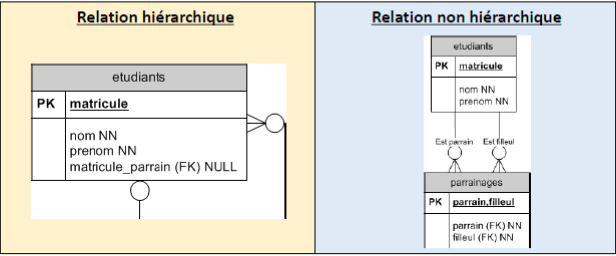 Relation hiérarchique
etudiants
PK matricule
nom NN
prenom NN
matricule_parrain (FK) NULL
Relation non hiérarchique
etudiants
PK matricule
nom NN
prenom NN
Est parrain Est filleul
parrainages
PK parrain,filleul
parrain (FK) NN
filleul (FK) NN